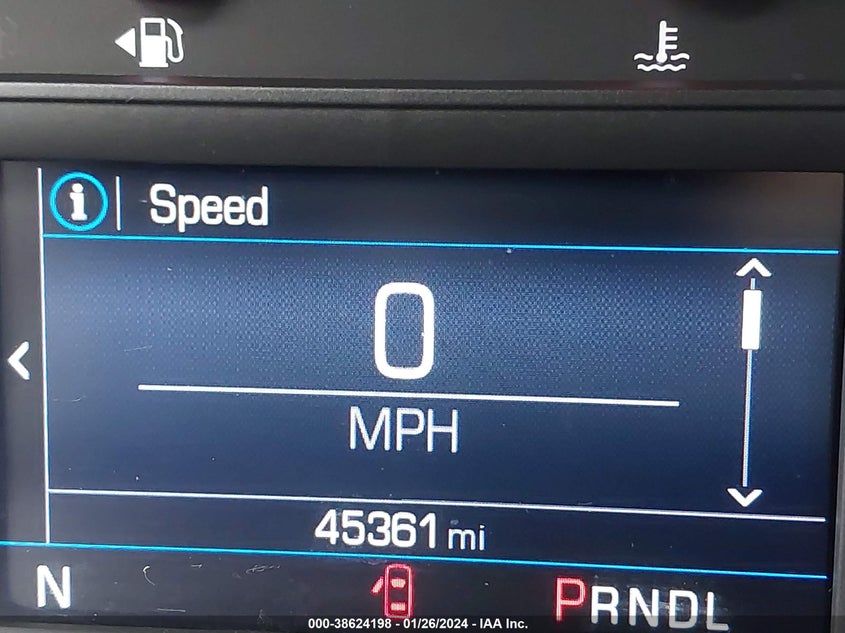 Speed
0
MPH
45361 mi
N
PRNDL
000-38624198 - 01/26/2024 - IAA Inc.